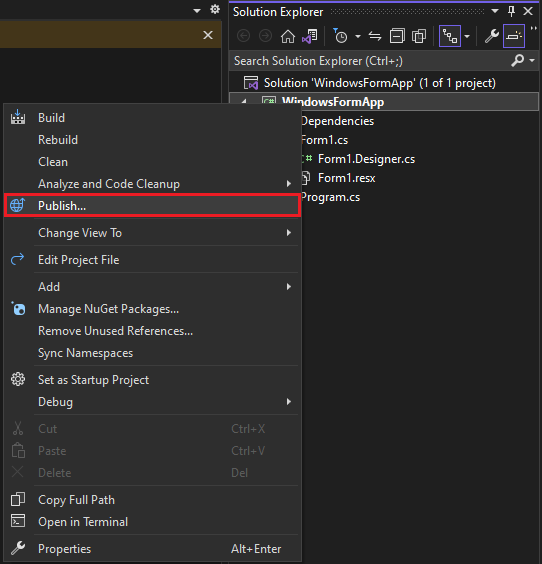 Solution Explorer
Search Solution Explorer (Ctrl+;)
Solution 'WindowsFormApp' (1 of 1 project)
C# WindowsFormApp
Dependencies
Form1.cs
C# Form1.Designer.cs
Form1.resx
Program.cs
Build
Rebuild
Clean
Analyze and Code Cleanup
Publish...
Change View To
Edit Project File
Add
Manage NuGet Packages...
Remove Unused References...
Sync Namespaces
Set as Startup Project
Debug
Cut Ctrl+X
Paste Ctrl+V
Delete Del
Copy Full Path
Open in Terminal
Properties Alt+Enter